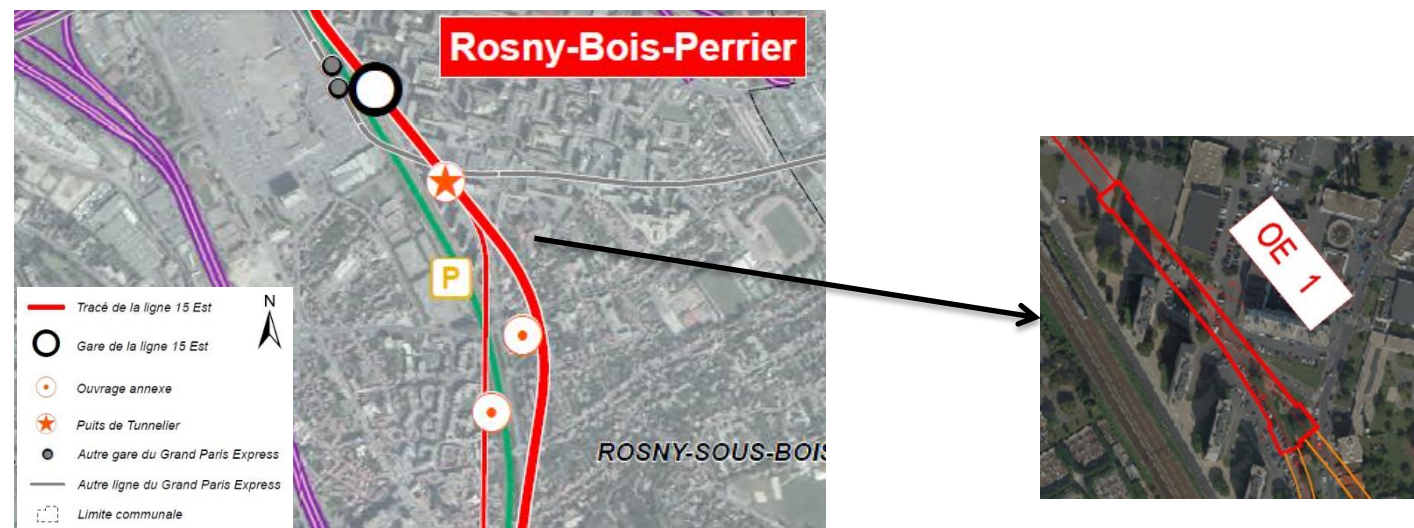 Rosny-Bois-Perrier
OE 1
P
Tracé de la ligne 15 Est
N
Gare de la ligne 15 Est
Ouvrage annexe
Puits de Tunnelier
Autre gare du Grand Paris Express
Autre ligne du Grand Paris Express
Limite communale
ROSNY-SOUS-BOIS